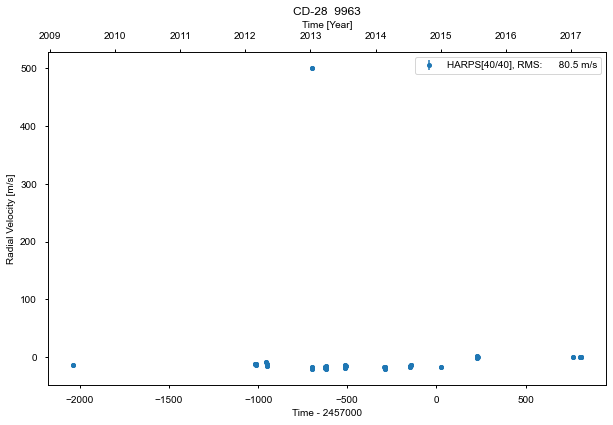 CD-28  9963
Time [Year]
2009 2010 2011 2012 2013 2014 2015 2016 2017
HARPS[40/40], RMS:      80.5 m/s
Radial Velocity [m/s]
500
400
300
200
100
0
−2000 −1500 −1000 −500 0 500
Time - 2457000